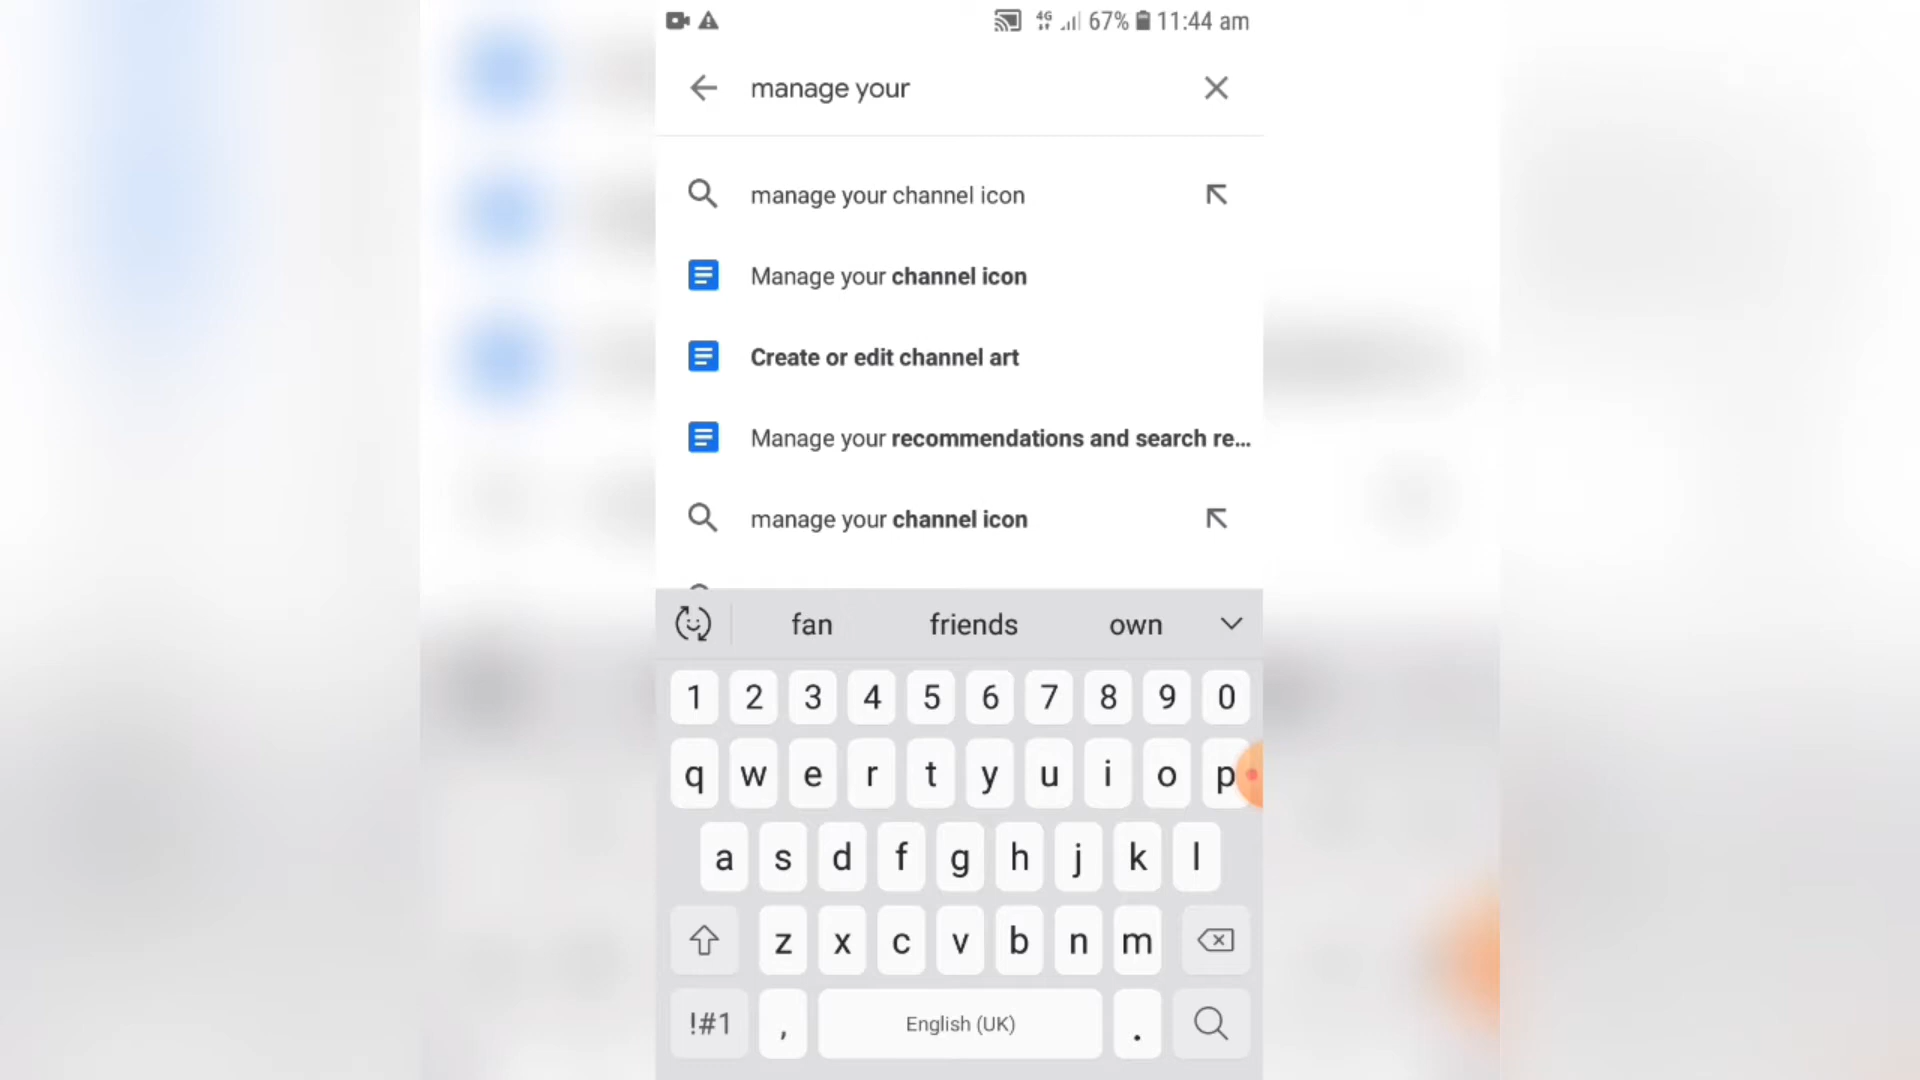 4G 67% 11:44 am
manage your
manage your channel icon
Manage your channel icon
Create or edit channel art
Manage your recommendations and search re...
manage your channel icon
fan friends own
1 2 3 4 5 6 7 8 9 0
q w e r t y u i o p
a s d f g h j k l
z x c v b n m
!#1 , English (UK) .